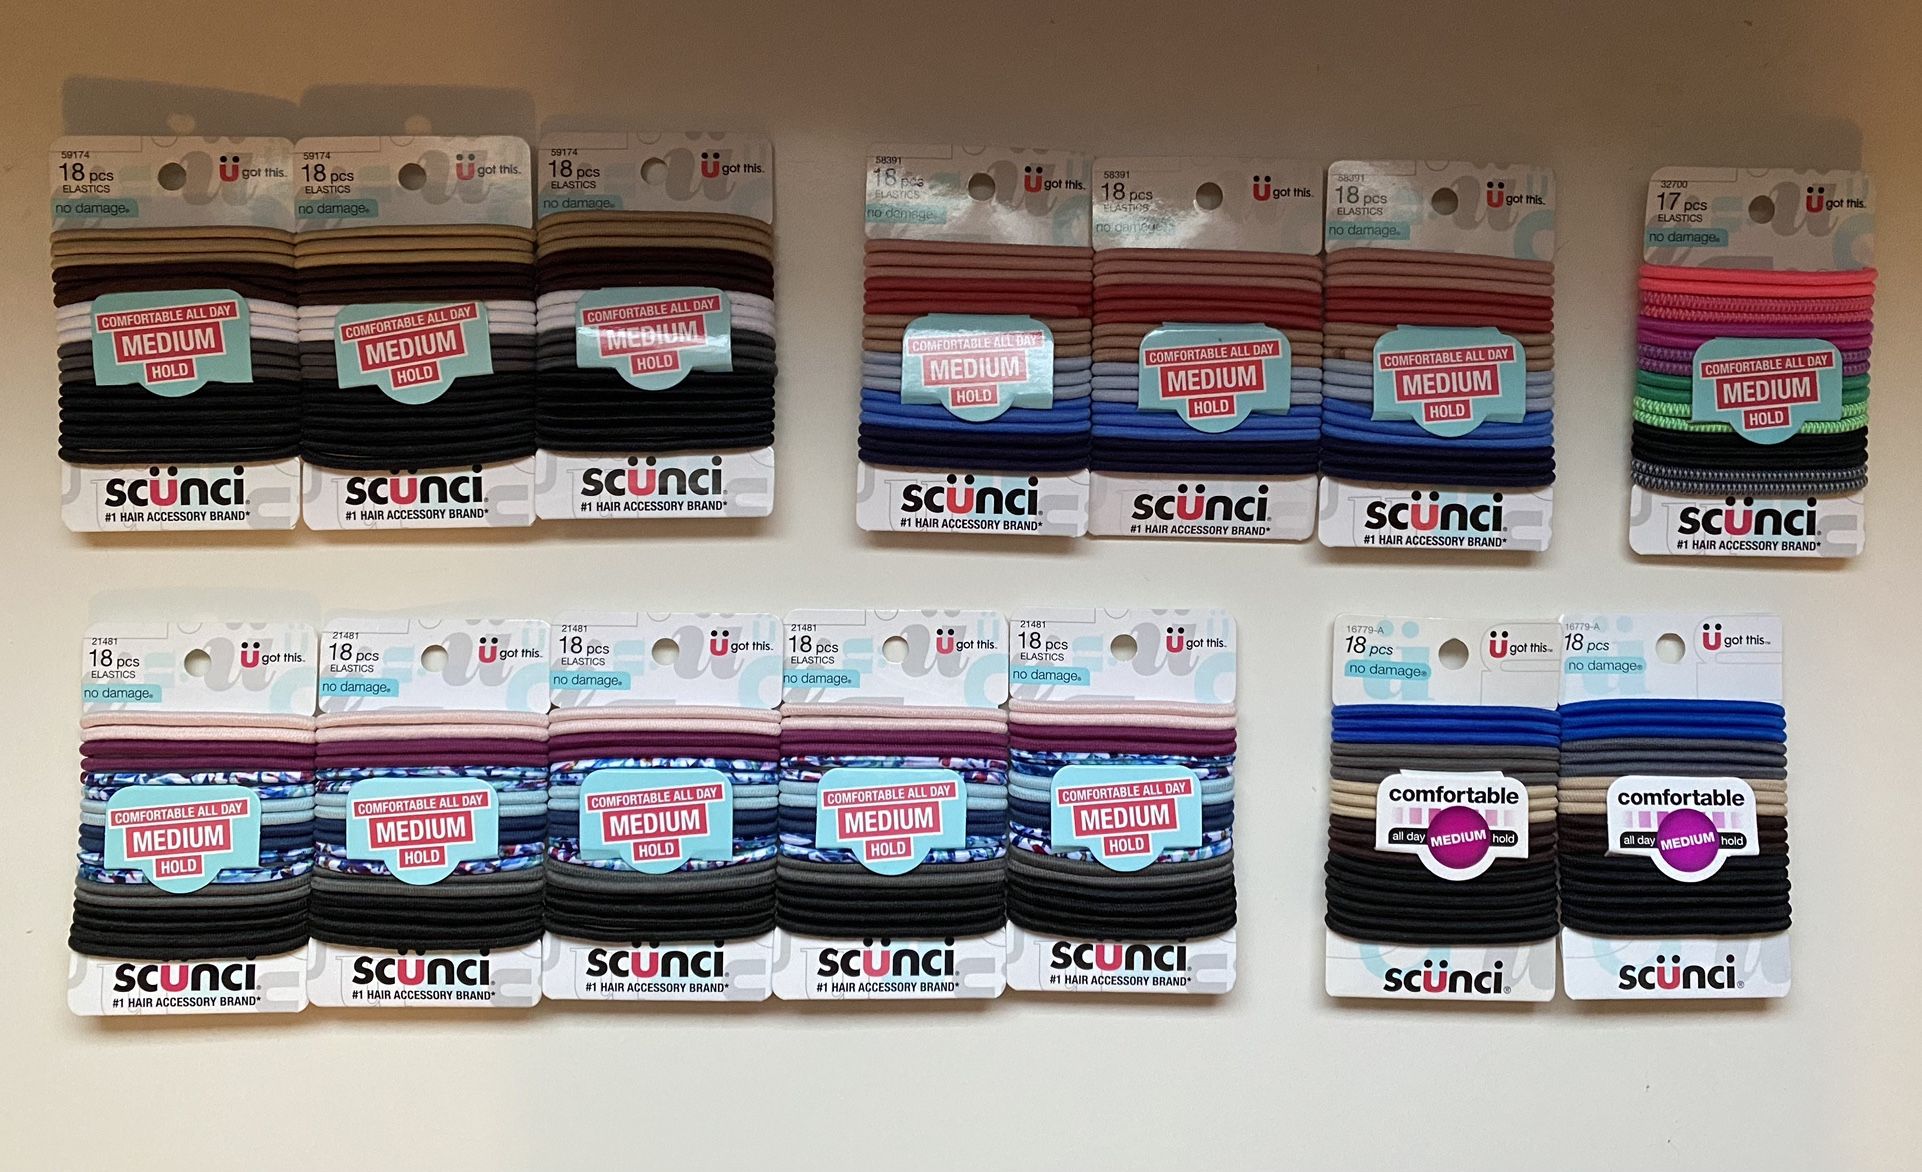 59174
18 pcs
ELASTICS
no damage®
Ü got this.
COMFORTABLE ALL DAY
MEDIUM
HOLD
scünci®
#1 HAIR ACCESSORY BRAND*
59174
18 pcs
ELASTICS
no damage®
Ü got this.
COMFORTABLE ALL DAY
MEDIUM
HOLD
scünci®
#1 HAIR ACCESSORY BRAND*
59174
18 pcs
ELASTICS
no damage®
Ü got this.
COMFORTABLE ALL DAY
MEDIUM
HOLD
scünci®
#1 HAIR ACCESSORY BRAND*
58391
18 pcs
ELASTICS
no damage®
Ü got this.
COMFORTABLE ALL DAY
MEDIUM
HOLD
scünci®
#1 HAIR ACCESSORY BRAND*
58391
18 pcs
ELASTICS
no damage®
Ü got this.
COMFORTABLE ALL DAY
MEDIUM
HOLD
scünci®
#1 HAIR ACCESSORY BRAND*
58391
18 pcs
ELASTICS
no damage®
Ü got this.
COMFORTABLE ALL DAY
MEDIUM
HOLD
scünci®
#1 HAIR ACCESSORY BRAND*
32700
17 pcs
ELASTICS
no damage®
Ü got this.
COMFORTABLE ALL DAY
MEDIUM
HOLD
scünci®
#1 HAIR ACCESSORY BRAND*
21481
18 pcs
ELASTICS
no damage®
Ü got this.
COMFORTABLE ALL DAY
MEDIUM
HOLD
scünci®
#1 HAIR ACCESSORY BRAND*
21481
18 pcs
ELASTICS
no damage®
Ü got this.
COMFORTABLE ALL DAY
MEDIUM
HOLD
scünci®
#1 HAIR ACCESSORY BRAND*
21481
18 pcs
ELASTICS
no damage®
Ü got this.
COMFORTABLE ALL DAY
MEDIUM
HOLD
scünci®
#1 HAIR ACCESSORY BRAND*
21481
18 pcs
ELASTICS
no damage®
Ü got this.
COMFORTABLE ALL DAY
MEDIUM
HOLD
scünci®
#1 HAIR ACCESSORY BRAND*
21481
18 pcs
ELASTICS
no damage®
Ü got this.
COMFORTABLE ALL DAY
MEDIUM
HOLD
scünci®
#1 HAIR ACCESSORY BRAND*
16779-A
18 pcs
no damage®
Ü got this™
comfortable
all day MEDIUM hold
scünci®
16779-A
18 pcs
no damage®
Ü got this™
comfortable
all day MEDIUM hold
scünci®